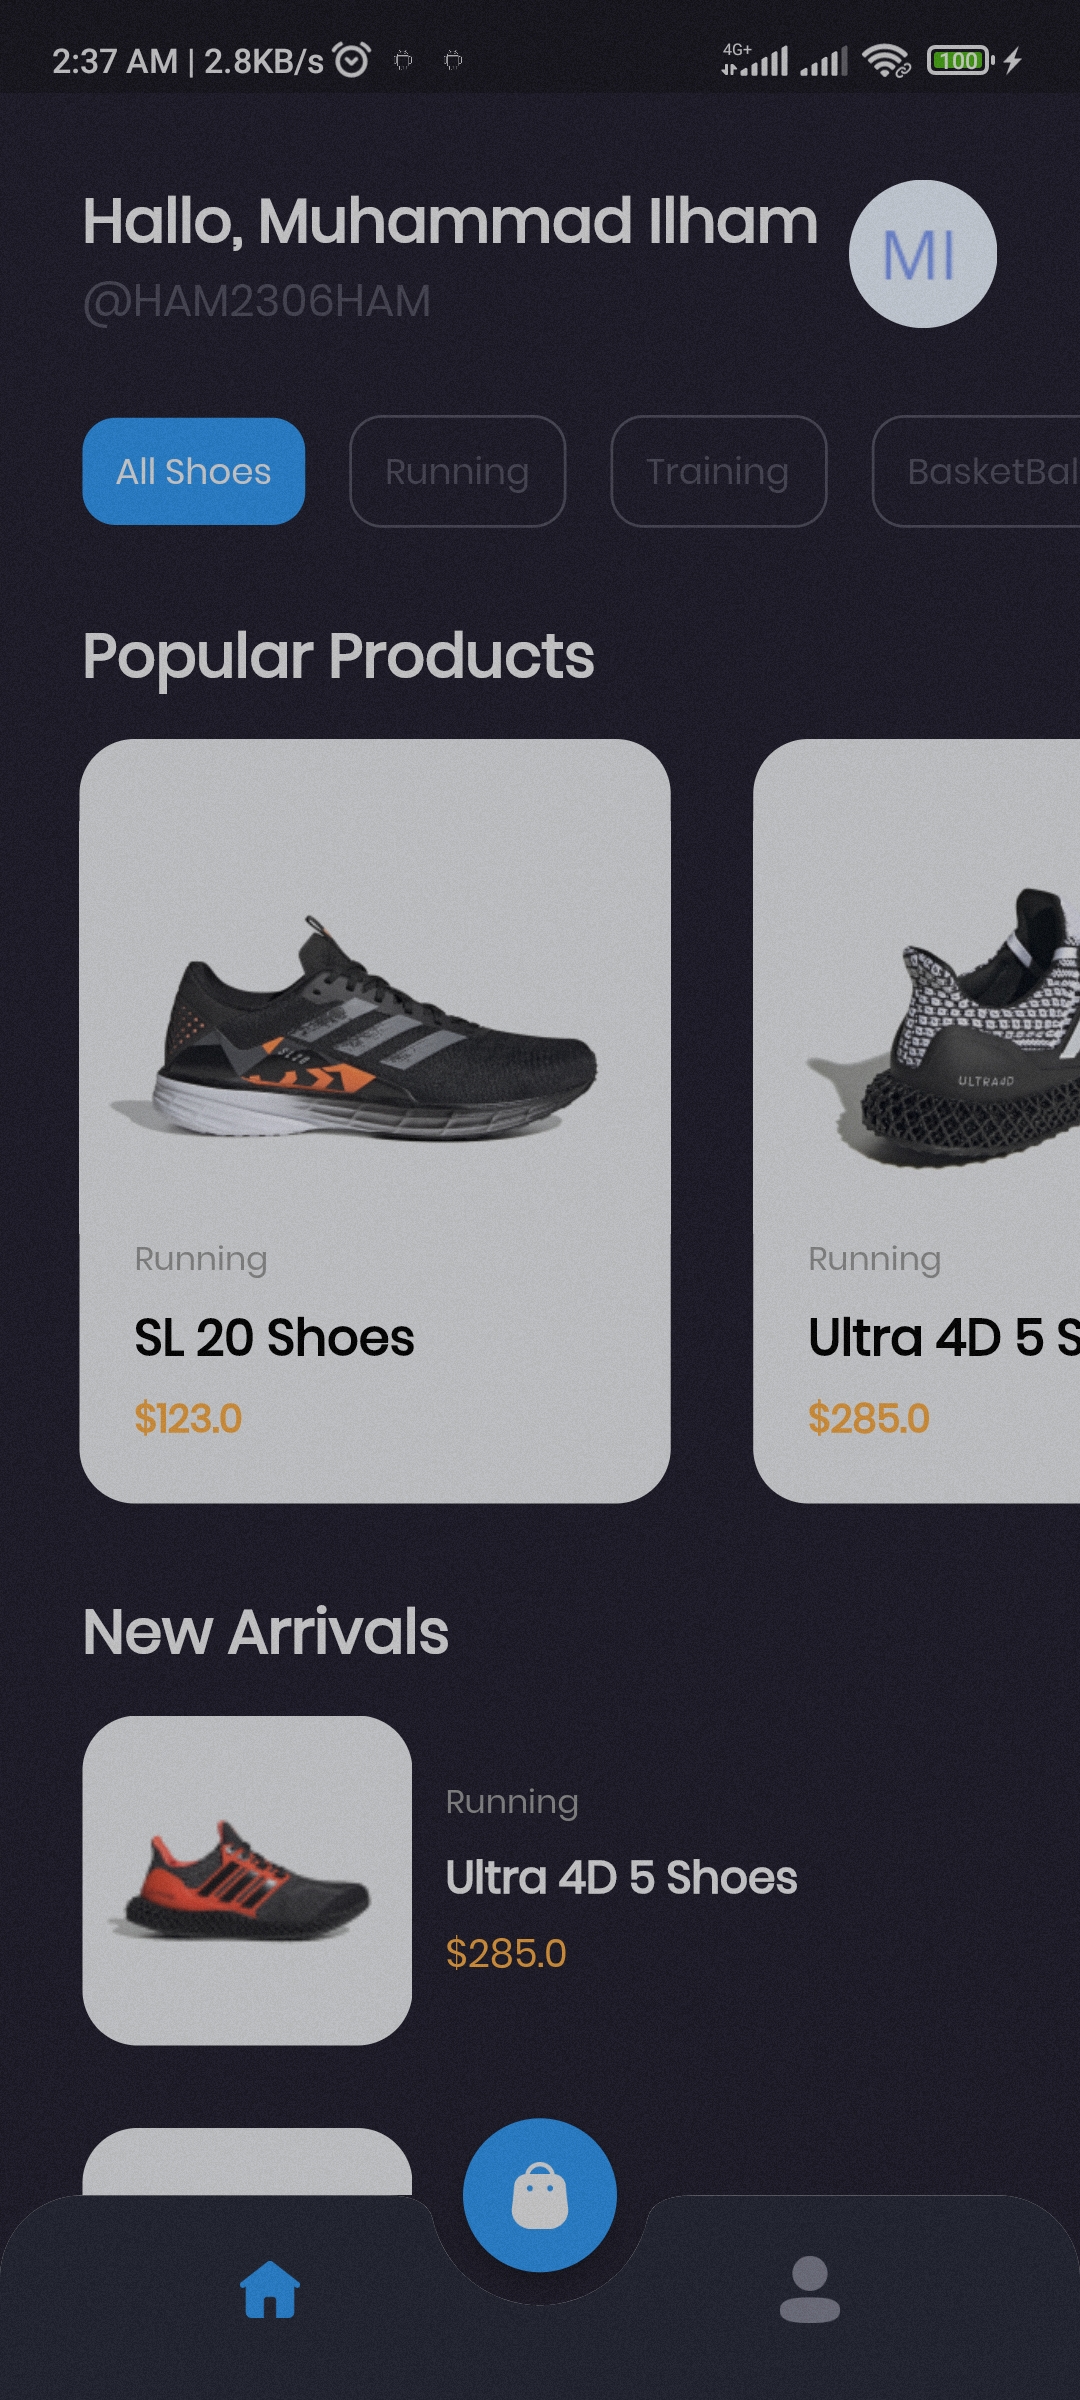 2:37 AM | 2.8KB/s
4G+
100
Hallo, Muhammad Ilham
MI
@HAM2306HAM
All Shoes
Running
Training
BasketBal
Popular Products
SL20
ULTRA4D
Running
Running
SL 20 Shoes
Ultra 4D 5 S
$123.0
$285.0
New Arrivals
Running
Ultra 4D 5 Shoes
$285.0